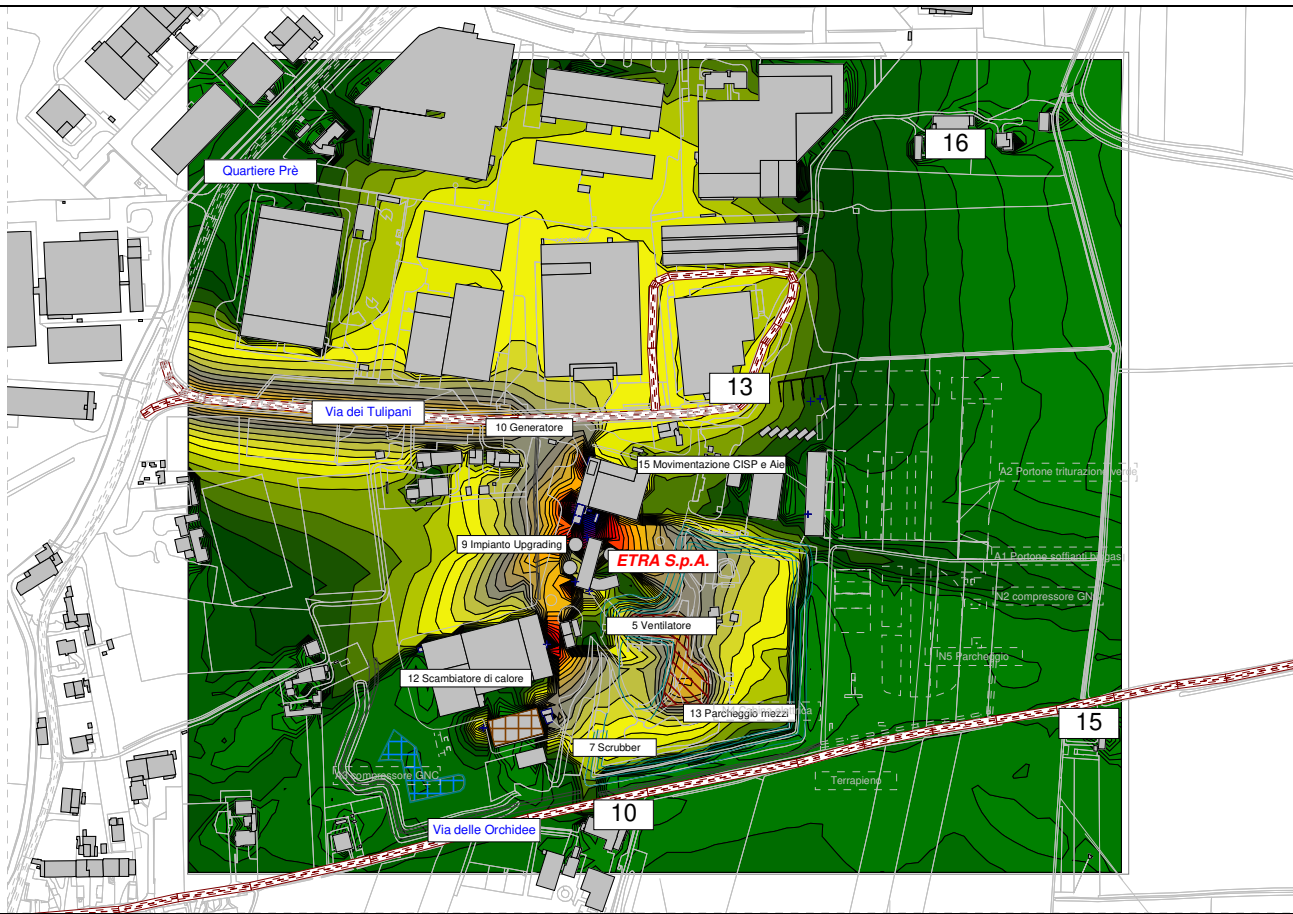 16
Quartiere Prè
13
Via dei Tulipani
10 Generatore
15 Movimentazione CISP e Aie
A2 Portone triturazione verde
9 Impianto Upgrading
ETRA S.p.A.
A1 Portone soffianti biogas
N2 compressore GNC
5 Ventilatore
N5 Parcheggio
12 Scambiatore di calore
13 Parcheggio mezzi
15
7 Scrubber
A3 compressore GNC
Terrapieno
10
Via delle Orchidee